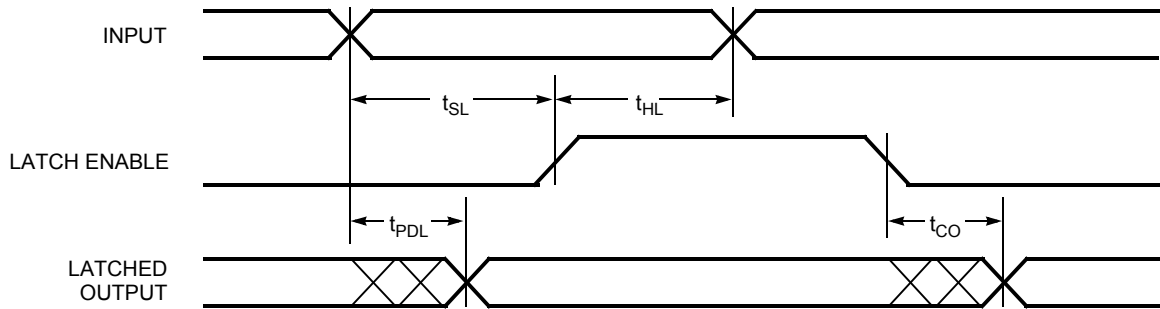 INPUT
t_SL
t_HL
LATCH ENABLE
t_PDL
t_CO
LATCHED
OUTPUT